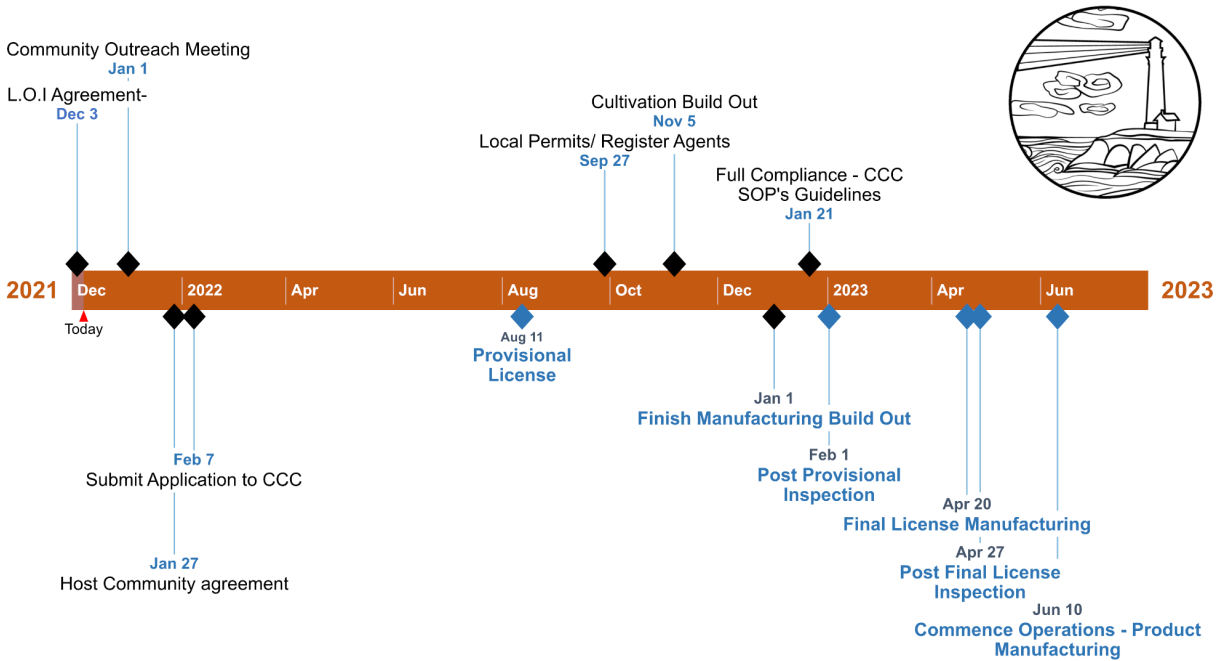 Community Outreach Meeting
Jan 1
L.O.I Agreement-
Dec 3
Cultivation Build Out
Nov 5
Local Permits/ Register Agents
Sep 27
Full Compliance - CCC
SOP's Guidelines
Jan 21
2021
Dec
2022
Apr
Jun
Aug
Oct
Dec
2023
Apr
Jun
2023
Today
Aug 11
Provisional
License
Jan 1
Finish Manufacturing Build Out
Feb 7
Submit Application to CCC
Feb 1
Post Provisional
Inspection
Apr 20
Final License Manufacturing
Jan 27
Host Community agreement
Apr 27
Post Final License
Inspection
Jun 10
Commence Operations - Product
Manufacturing